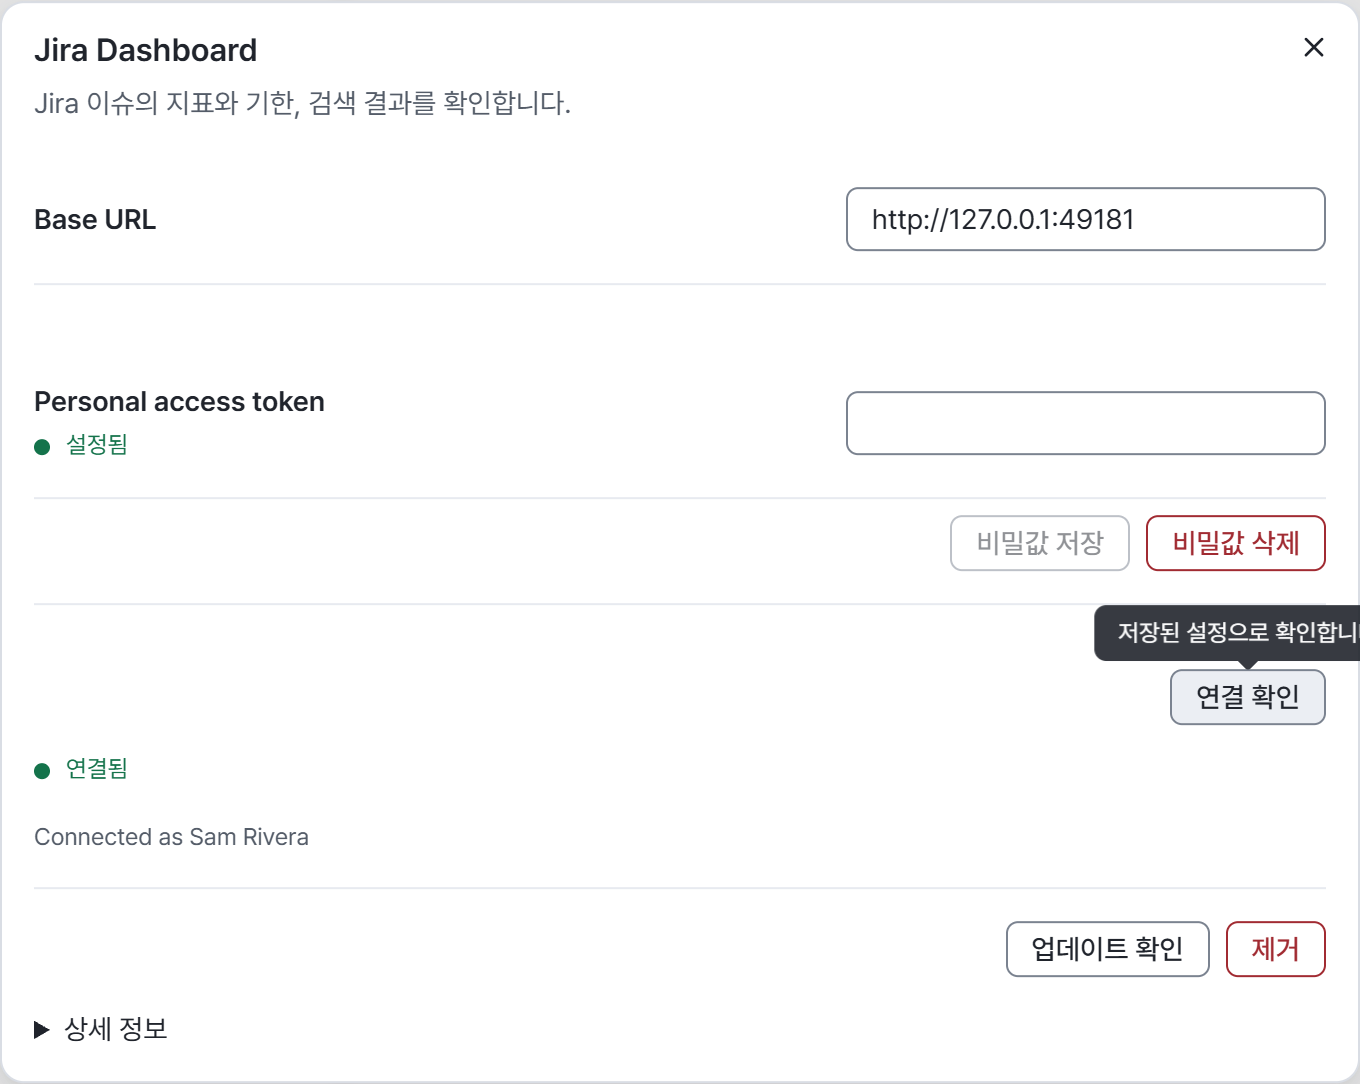 Jira Dashboard
Jira 이슈의 지표와 기한, 검색 결과를 확인합니다.
Base URL
http://127.0.0.1:49181
Personal access token
설정됨
비밀값 저장
비밀값 삭제
저장된 설정으로 확인합니
연결 확인
연결됨
Connected as Sam Rivera
업데이트 확인
제거
상세 정보